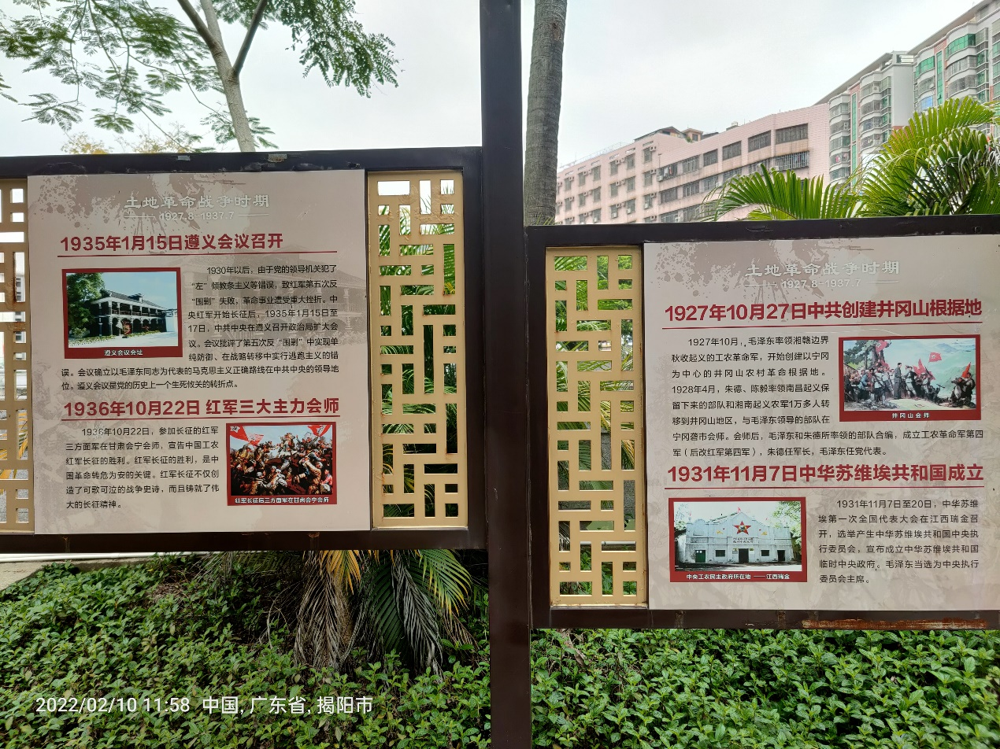 土地革命战争时期
1927.8-1937.7
1935年1月15日遵义会议召开
1930年以后，由于党的领导机关犯了
“左”倾教条主义等错误，致红军第五次反
“围剿”失败，革命事业遭受重大挫折。中
央红军开始长征后，1935年1月15日至
17日，中共中央在遵义召开政治局扩大会
议。会议批评了第五次反“围剿”中实现单
纯防御、在战略转移中实行逃跑主义的错
误。会议确立以毛泽东同志为代表的马克思主义正确路线在中共中央的领导地
位。遵义会议是党的历史上一个生死攸关的转折点。
遵义会议会址
1936年10月22日 红军三大主力会师
1936年10月22日，参加长征的红军
三方面军在甘肃会宁会师，宣告中国工农
红军长征的胜利。红军长征的胜利，是中
国革命转危为安的关键。红军长征不仅创
造了可歌可泣的战争史诗，而且铸就了伟
大的长征精神。
红军长征后三方面军在甘肃会宁会师
土地革命战争时期
1927.8-1937.7
1927年10月27日中共创建井冈山根据地
1927年10月，毛泽东率领湘赣边界
秋收起义的工农革命军，开始创建以宁冈
为中心的井冈山农村革命根据地。
1928年4月，朱德、陈毅率领南昌起义保
留下来的部队和湘南起义农军1万多人转
移到井冈山地区，与毛泽东领导的部队在
宁冈砻市会师。会师后，毛泽东和朱德所率领的部队合编，成立工农革命军第四
军（后改红军第四军），朱德任军长，毛泽东任党代表。
井冈山会师
1931年11月7日中华苏维埃共和国成立
1931年11月7日至20日，中华苏维
埃第一次全国代表大会在江西瑞金召
开，选举产生中华苏维埃共和国中央执
行委员会，宣布成立中华苏维埃共和国
临时中央政府。毛泽东当选为中央执行
委员会主席。
中央工农民主政府所在地 ——江西瑞金
2022/02/10 11:58 中国, 广东省, 揭阳市